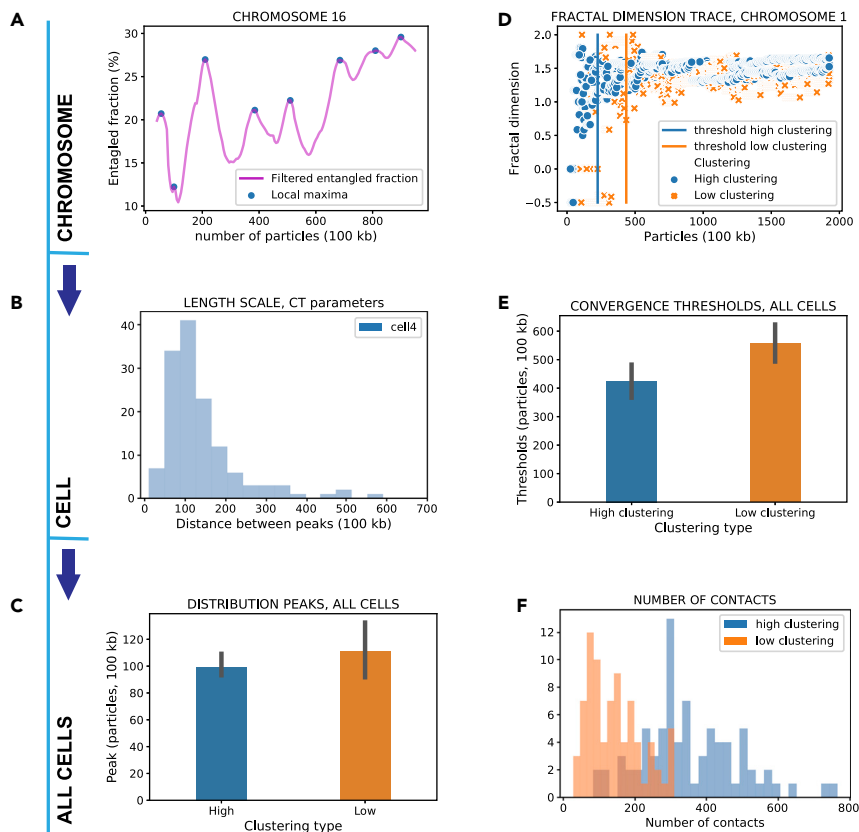 A
CHROMOSOME 16
Entagled fraction (%)
30
25
20
15
10
Filtered entangled fraction
Local maxima
0
200
400
600
800
number of particles (100 kb)
CHROMOSOME
B
LENGTH SCALE, CT parameters
cell4
40
30
20
10
0
0
100
200
300
400
500
600
700
Distance between peaks (100 kb)
CELL
C
DISTRIBUTION PEAKS, ALL CELLS
Peak (particles, 100 kb)
120
100
80
60
40
20
0
High
Low
Clustering type
ALL CELLS
D
FRACTAL DIMENSION TRACE, CHROMOSOME 1
Fractal dimension
2.0
1.5
1.0
0.5
0.0
−0.5
threshold high clustering
threshold low clustering
Clustering
High clustering
Low clustering
0
500
1000
1500
2000
Particles (100 kb)
E
CONVERGENCE THRESHOLDS, ALL CELLS
Thresholds (particles, 100 kb)
600
500
400
300
200
100
0
High clustering
Low clustering
Clustering type
F
NUMBER OF CONTACTS
high clustering
low clustering
12
10
8
6
4
2
0
0
200
400
600
800
Number of contacts